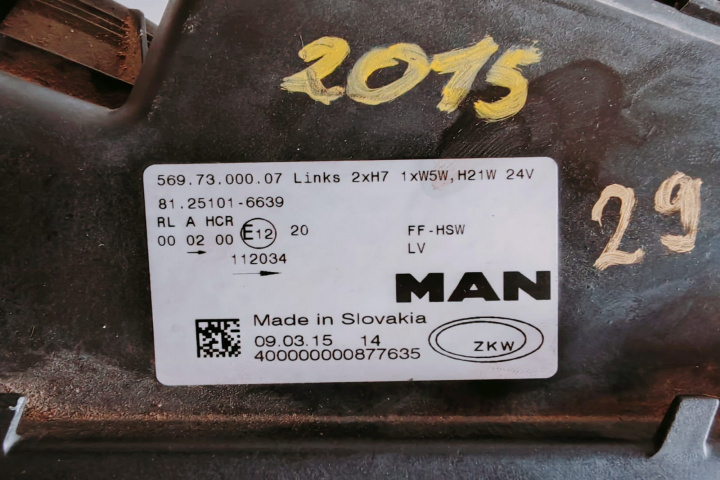 2015
29
569.73.000.07 Links 2xH7 1xW5W,H21W 24V
81.25101-6639
RL A HCR
00 02 00 E12 20
112034
FF-HSW
LV
MAN
Made in Slovakia
09.03.15 14
400000000877635
ZKW